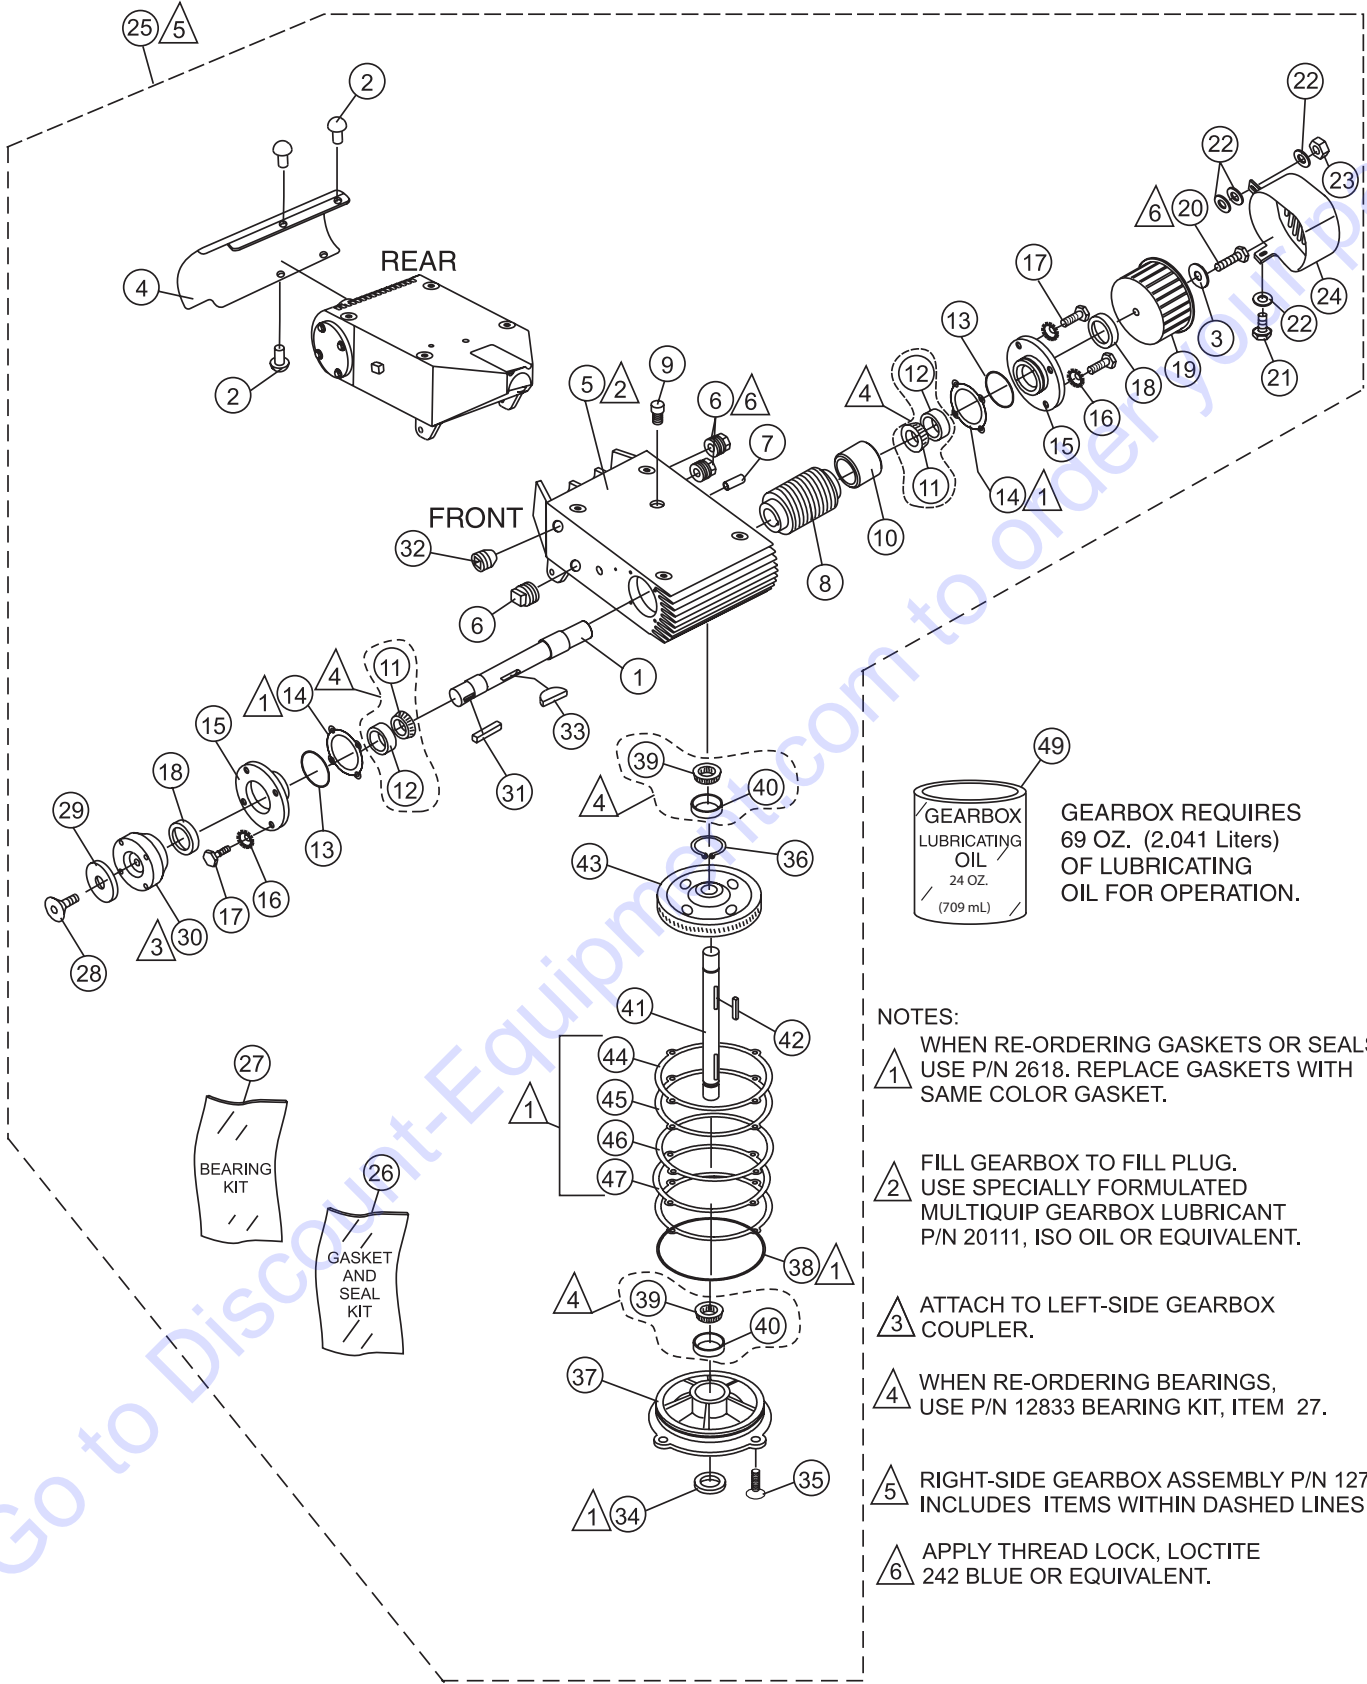 25 5
2
22
22
23
6 20
17
4
REAR
24
3
22
13
19
9
12
18
21
2
5 2
6 6
4
16
7
15
11
14 1
FRONT
10
32
8
6
11
1
4
1 14
33
15
12
39
49
18
31
40
4
GEARBOX
LUBRICATING
OIL
24 OZ.
(709 mL)
GEARBOX REQUIRES
69 OZ. (2.041 Liters)
OF LUBRICATING
OIL FOR OPERATION.
29
13
36
43
16
17
3 30
28
41
42
NOTES:
1 WHEN RE-ORDERING GASKETS OR SEALS
USE P/N 2618. REPLACE GASKETS WITH
SAME COLOR GASKET.
44
27
45
1
46
BEARING
KIT
26
47
2 FILL GEARBOX TO FILL PLUG.
USE SPECIALLY FORMULATED
MULTIQUIP GEARBOX LUBRICANT
P/N 20111, ISO OIL OR EQUIVALENT.
GASKET
AND
SEAL
KIT
38 1
4
39
40
3 ATTACH TO LEFT-SIDE GEARBOX
COUPLER.
37
4 WHEN RE-ORDERING BEARINGS,
USE P/N 12833 BEARING KIT, ITEM 27.
35
1 34
5 RIGHT-SIDE GEARBOX ASSEMBLY P/N 127
INCLUDES ITEMS WITHIN DASHED LINES
6 APPLY THREAD LOCK, LOCTITE
242 BLUE OR EQUIVALENT.
Go to Discount-Equipment.com to order your p